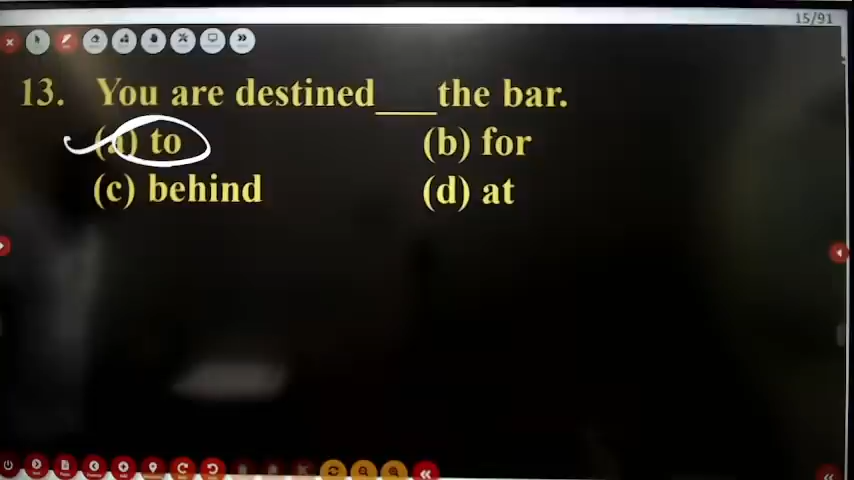 15/91
13. You are destined___the bar.
(a) to (b) for
(c) behind (d) at